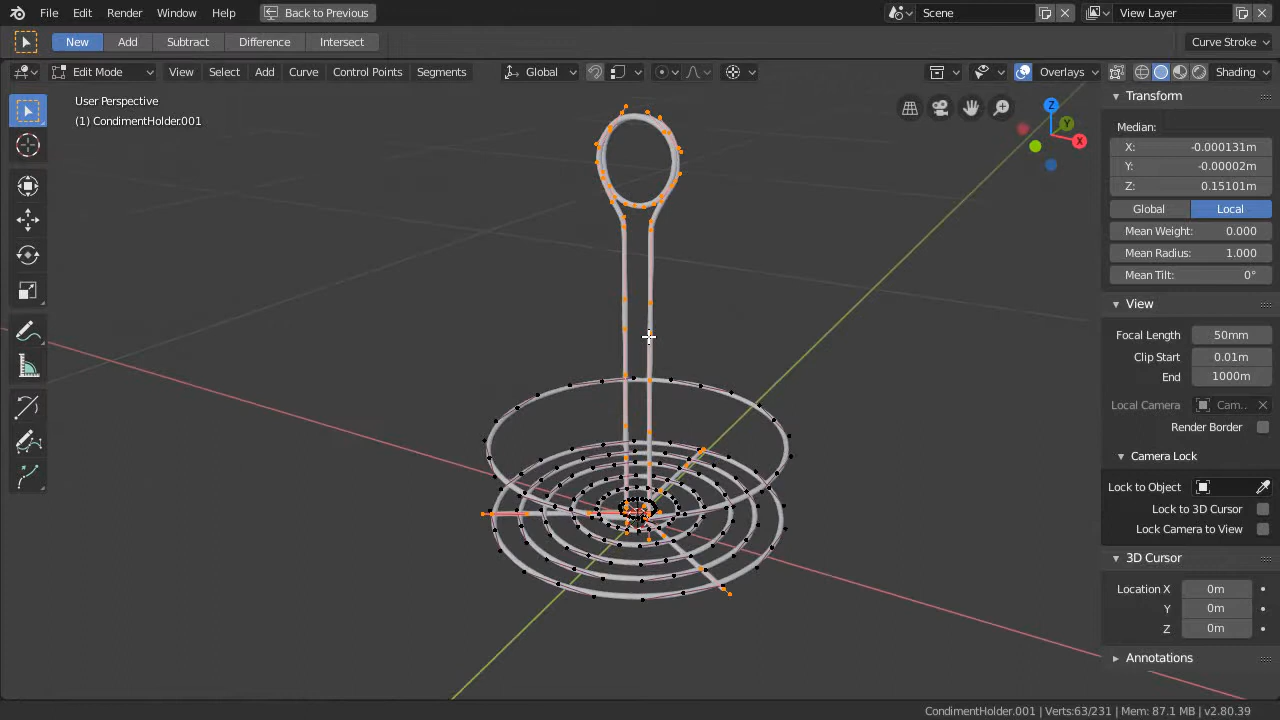 File Edit Render Window Help Back to Previous Scene View Layer
New Add Subtract Difference Intersect Curve Stroke
Edit Mode View Select Add Curve Control Points Segments Global Overlays Shading
User Perspective
(1) CondimentHolder.001
Z
Y
X
Transform
Median:
X: -0.000131m
Y: -0.00002m
Z: 0.15101m
Global Local
Mean Weight: 0.000
Mean Radius: 1.000
Mean Tilt: 0°
View
Focal Length 50mm
Clip Start 0.01m
End 1000m
Local Camera Cam..
Render Border
Camera Lock
Lock to Object
Lock to 3D Cursor
Lock Camera to View
3D Cursor
Location X 0m
Y 0m
Z 0m
Annotations
CondimentHolder.001 | Verts:63/231 | Mem: 87.1 MB | v2.80.39